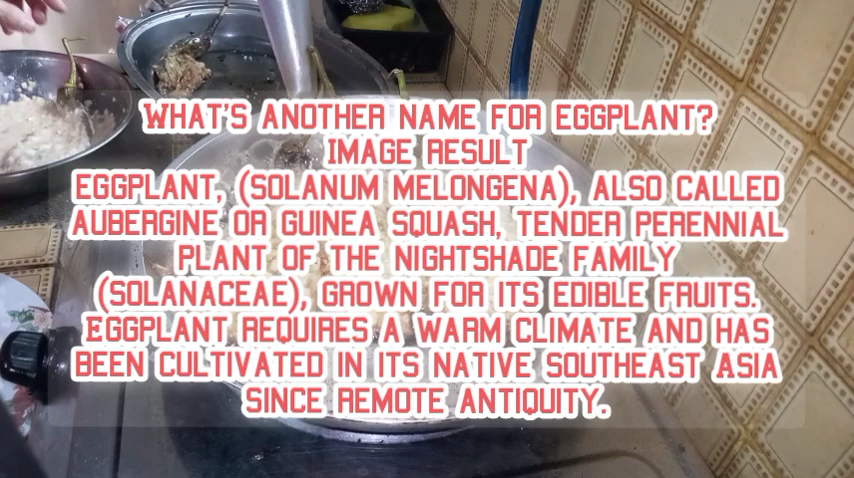 WHAT'S ANOTHER NAME FOR EGGPLANT?
IMAGE RESULT
EGGPLANT, (SOLANUM MELONGENA), ALSO CALLED
AUBERGINE OR GUINEA SQUASH, TENDER PERENNIAL
PLANT OF THE NIGHTSHADE FAMILY
(SOLANACEAE), GROWN FOR ITS EDIBLE FRUITS.
EGGPLANT REQUIRES A WARM CLIMATE AND HAS
BEEN CULTIVATED IN ITS NATIVE SOUTHEAST ASIA
SINCE REMOTE ANTIQUITY.